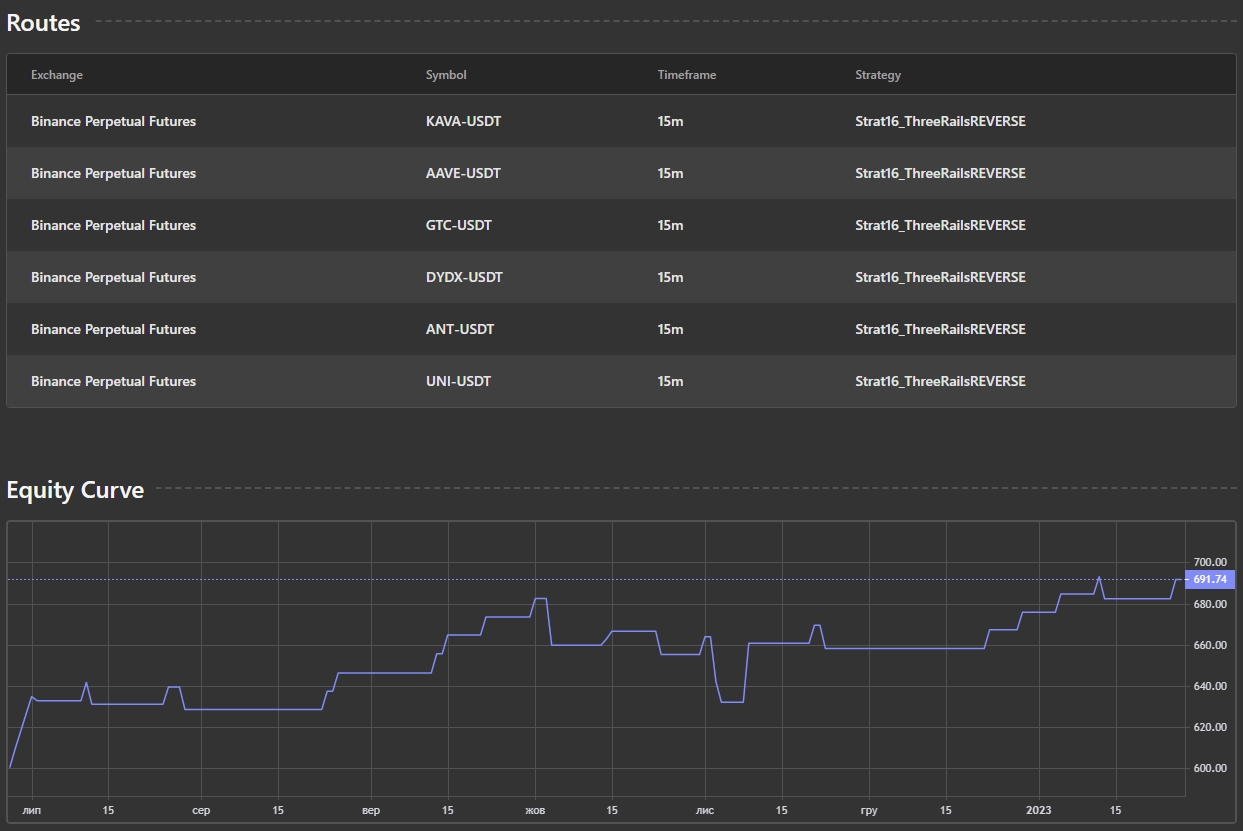 Routes
Exchange Symbol Timeframe Strategy
Binance Perpetual Futures KAVA-USDT 15m Strat16_ThreeRailsREVERSE
Binance Perpetual Futures AAVE-USDT 15m Strat16_ThreeRailsREVERSE
Binance Perpetual Futures GTC-USDT 15m Strat16_ThreeRailsREVERSE
Binance Perpetual Futures DYDX-USDT 15m Strat16_ThreeRailsREVERSE
Binance Perpetual Futures ANT-USDT 15m Strat16_ThreeRailsREVERSE
Binance Perpetual Futures UNI-USDT 15m Strat16_ThreeRailsREVERSE
Equity Curve
700.00
691.74
680.00
660.00
640.00
620.00
600.00
лип 15 сер 15 вер 15 жов 15 лис 15 гру 15 2023 15